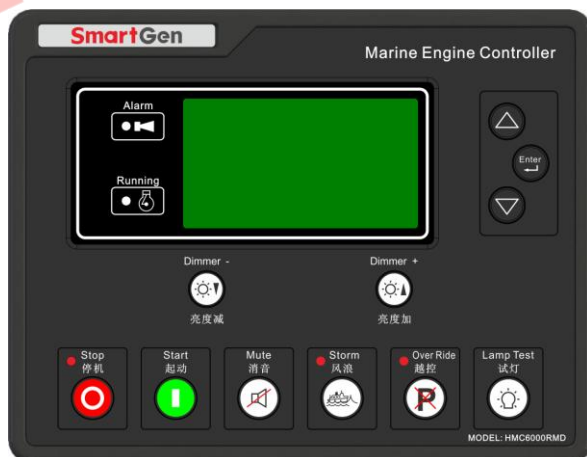 SmartGen
Marine Engine Controller
Alarm
Running
Enter
Dimmer -
亮度减
Dimmer +
亮度加
Stop
停机
Start
起动
Mute
消音
Storm
风浪
Over Ride
越控
Lamp Test
试灯
MODEL: HMC6000RMD